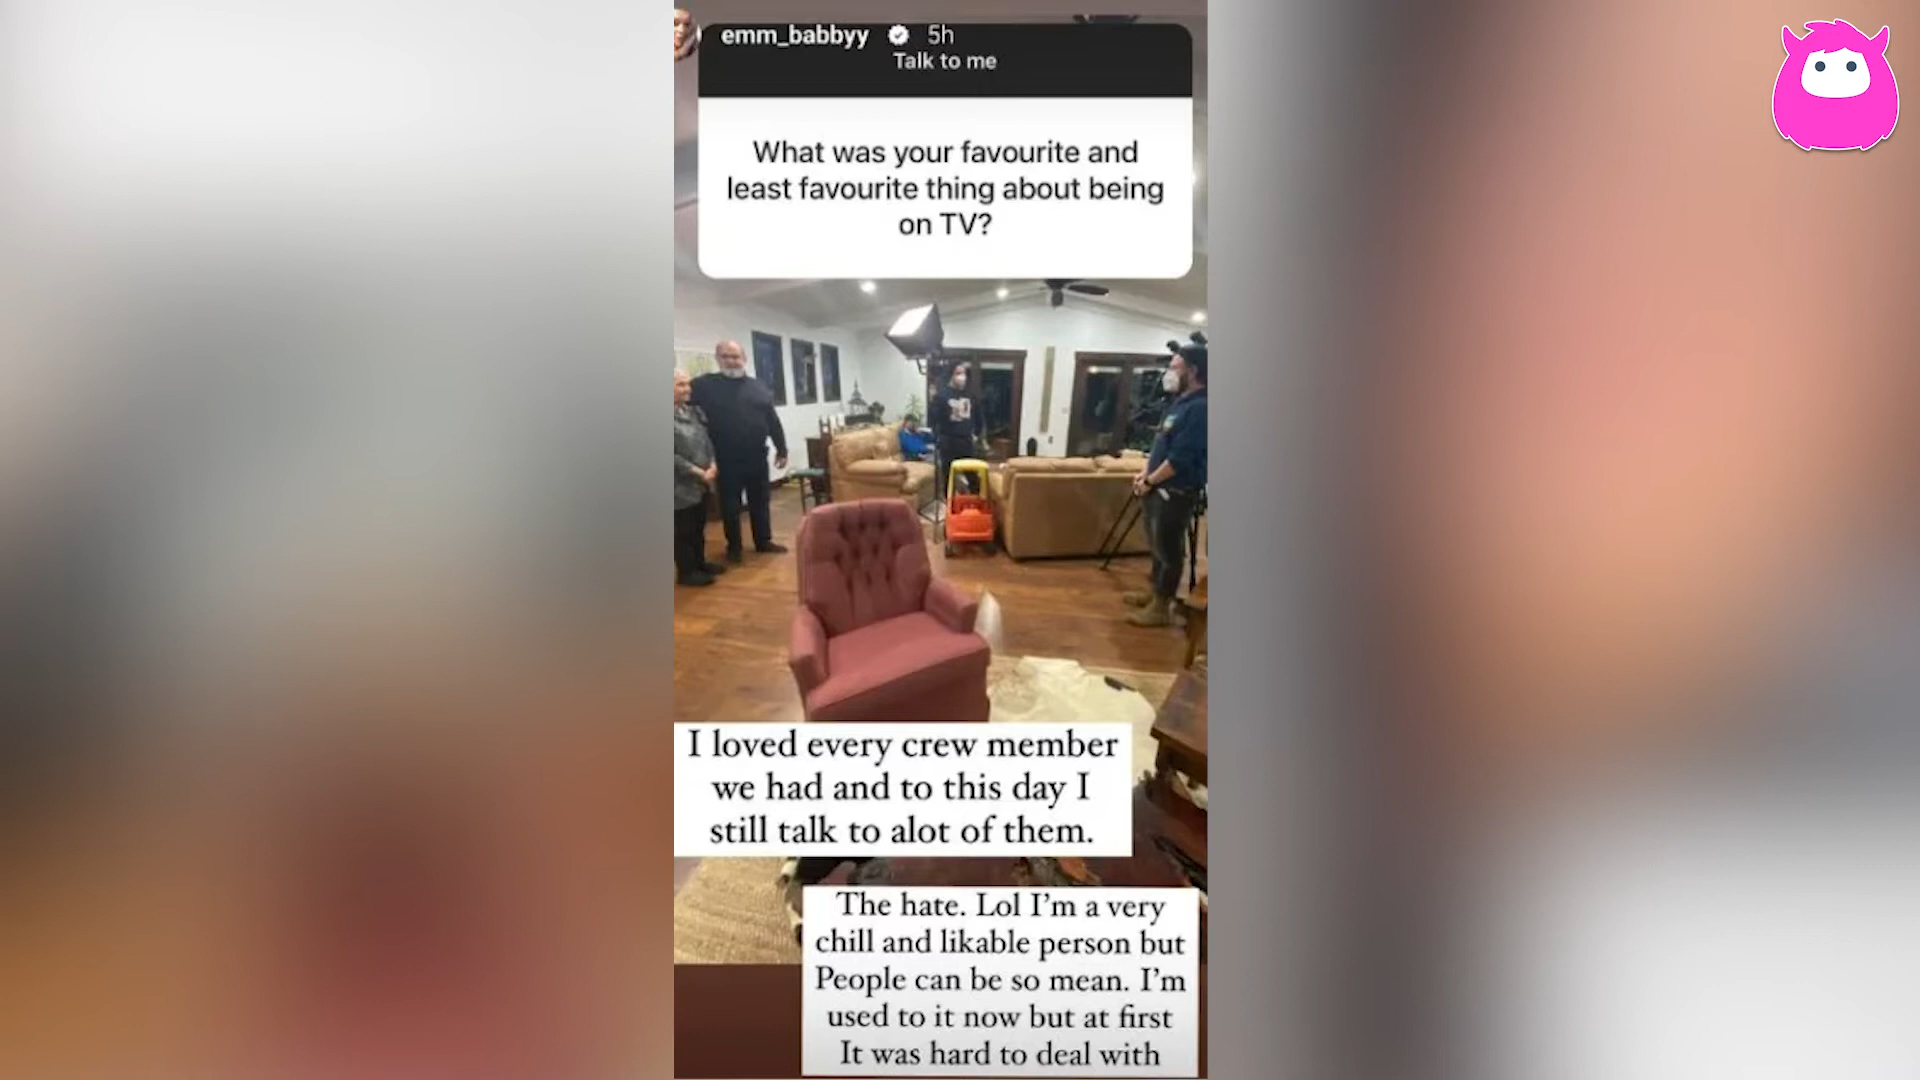 emm_babbyy 5h
Talk to me
What was your favourite and
least favourite thing about being
on TV?
I loved every crew member
we had and to this day I
still talk to alot of them.
The hate. Lol I'm a very
chill and likable person but
People can be so mean. I'm
used to it now but at first
It was hard to deal with